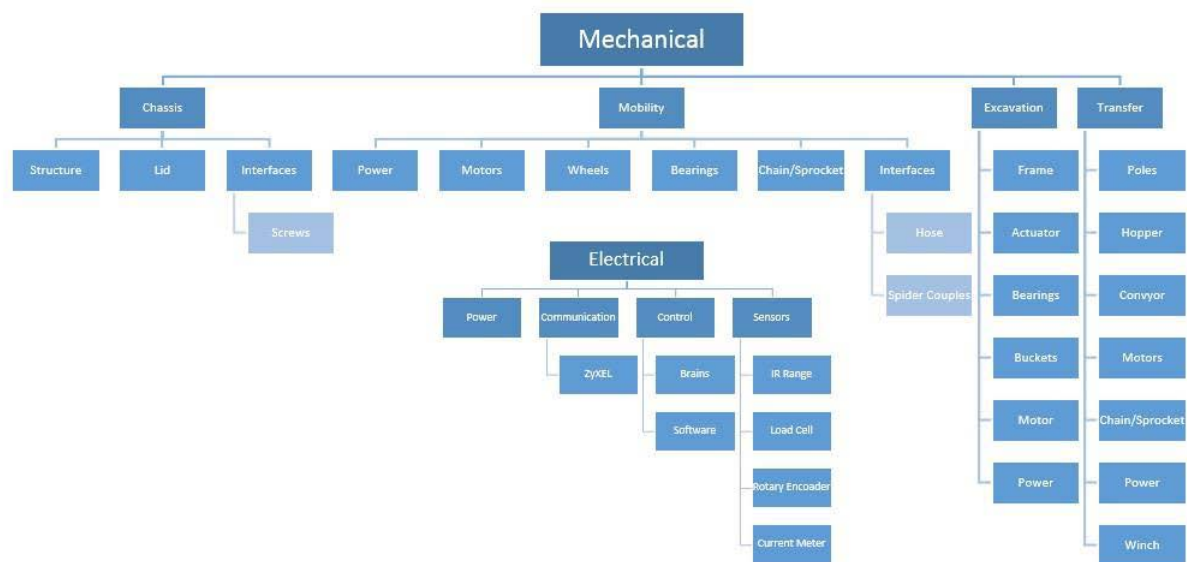 Mechanical
Chassis
Mobility
Excavation
Transfer
Structure
Lid
Interfaces
Power
Motors
Wheels
Bearings
Chain/Sprocket
Interfaces
Frame
Poles
Screws
Hose
Actuator
Hopper
Electrical
Spider Couples
Bearings
Convyor
Power
Communication
Control
Sensors
ZyXEL
Brains
IR Range
Buckets
Motors
Software
Load Cell
Motor
Chain/Sprocket
Rotary Encoader
Power
Power
Current Meter
Winch